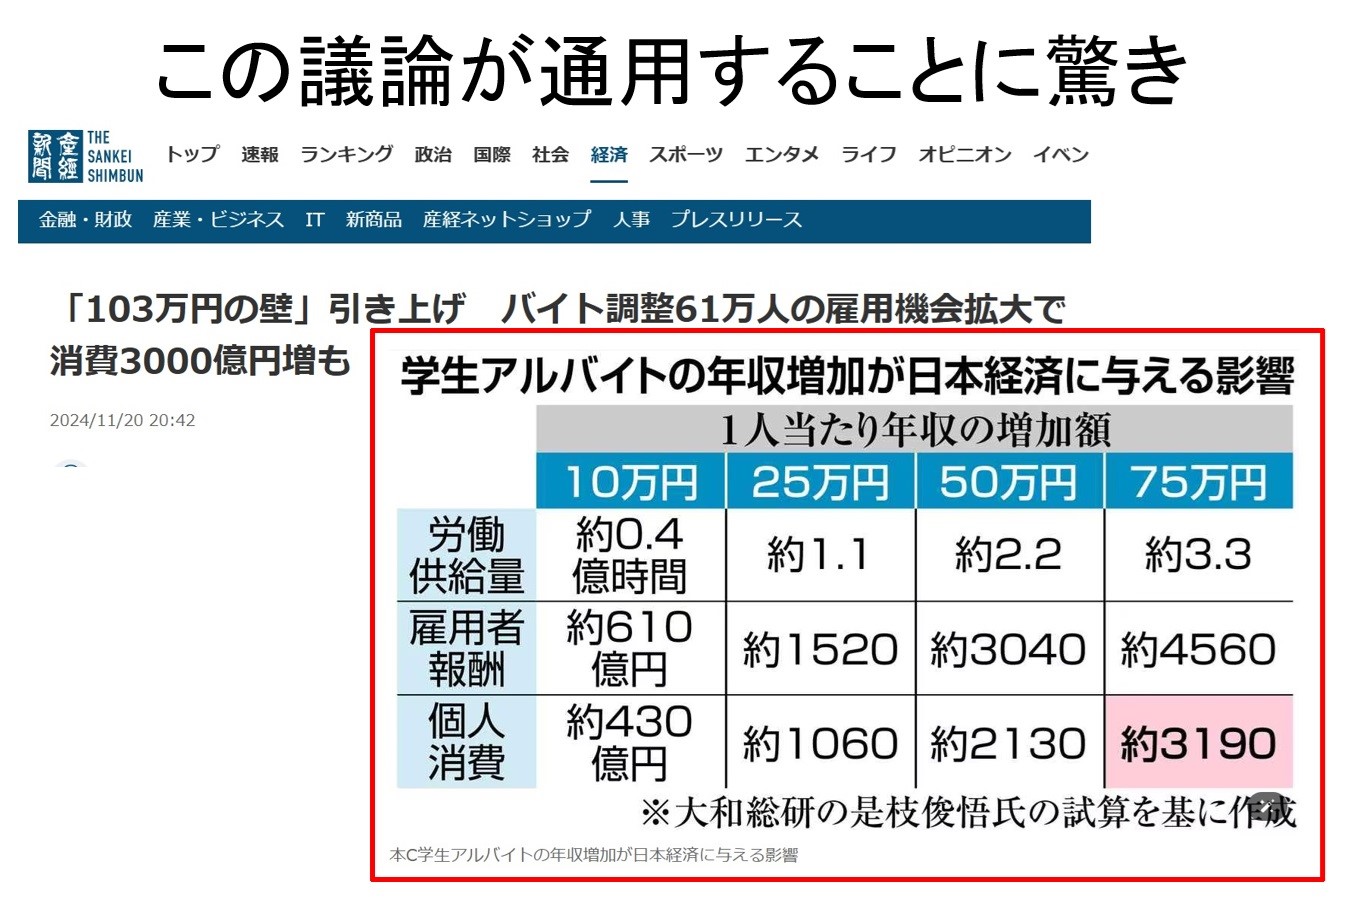 この議論が通用することに驚き
産經新聞
THE SANKEI SHIMBUN
トップ 速報 ランキング 政治 国際 社会 経済 スポーツ エンタメ ライフ オピニオン イベン
金融・財政 産業・ビジネス IT 新商品 産経ネットショップ 人事 プレスリリース
「103万円の壁」引き上げ　バイト調整61万人の雇用機会拡大で
消費3000億円増も
2024/11/20 20:42
学生アルバイトの年収増加が日本経済に与える影響
1人当たり年収の増加額
10万円 25万円 50万円 75万円
労働供給量 約0.4億時間 約1.1 約2.2 約3.3
雇用者報酬 約610億円 約1520 約3040 約4560
個人消費 約430億円 約1060 約2130 約3190
※大和総研の是枝俊悟氏の試算を基に作成
本C学生アルバイトの年収増加が日本経済に与える影響